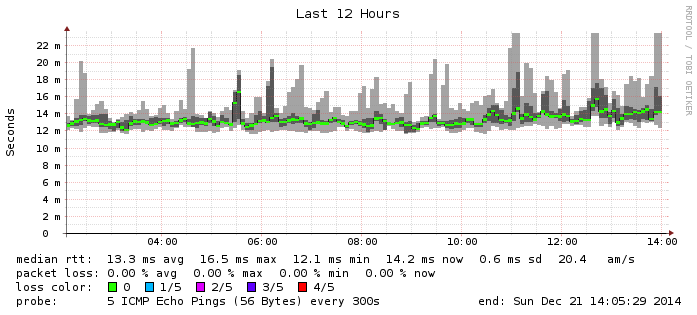 Last 12 Hours
RRDTOOL / TOBI OETIKER
Seconds
22 m
20 m
18 m
16 m
14 m
12 m
10 m
8 m
6 m
4 m
2 m
0
04:00 06:00 08:00 10:00 12:00 14:00
median rtt: 13.3 ms avg 16.5 ms max 12.1 ms min 14.2 ms now 0.6 ms sd 20.4 am/s
packet loss: 0.00 % avg 0.00 % max 0.00 % min 0.00 % now
loss color: 0 1/5 2/5 3/5 4/5
probe: 5 ICMP Echo Pings (56 Bytes) every 300s end: Sun Dec 21 14:05:29 2014